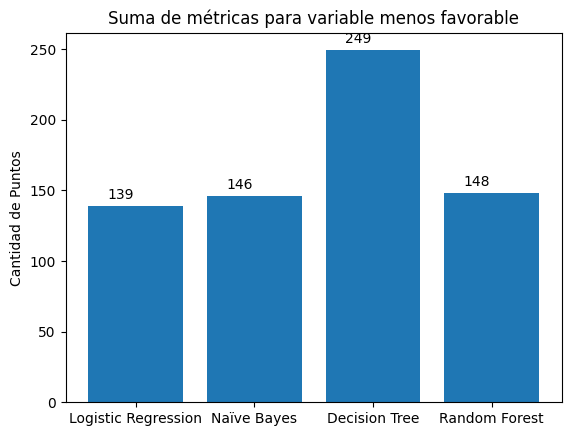 Suma de métricas para variable menos favorable
Cantidad de Puntos
250
200
150
100
50
0
139
146
249
148
Logistic Regression
Naïve Bayes
Decision Tree
Random Forest